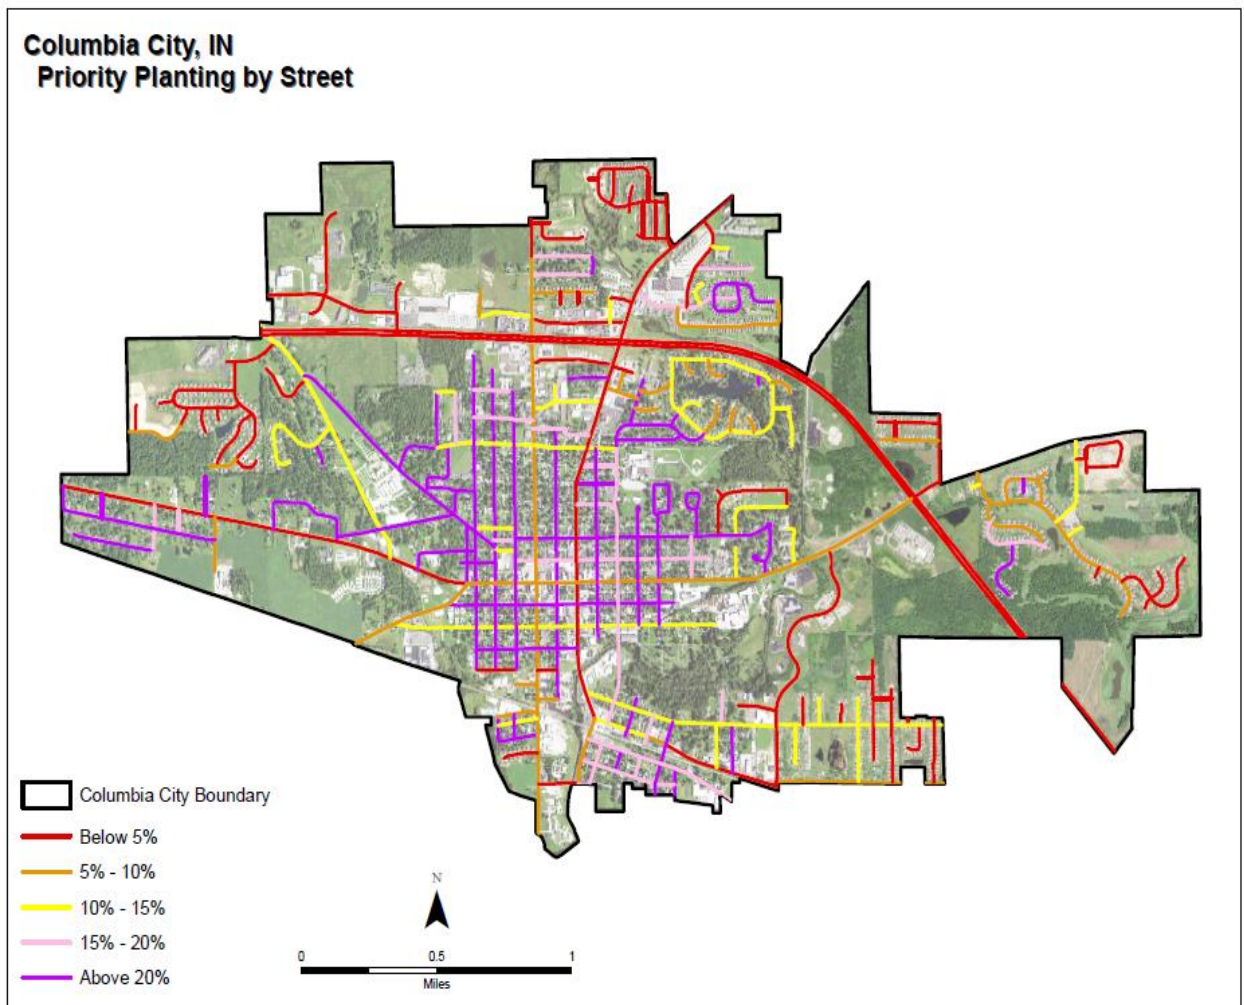 Columbia City, IN
Priority Planting by Street
Columbia City Boundary
Below 5%
5% - 10%
10% - 15%
15% - 20%
Above 20%
N
0 0.5 1
Miles